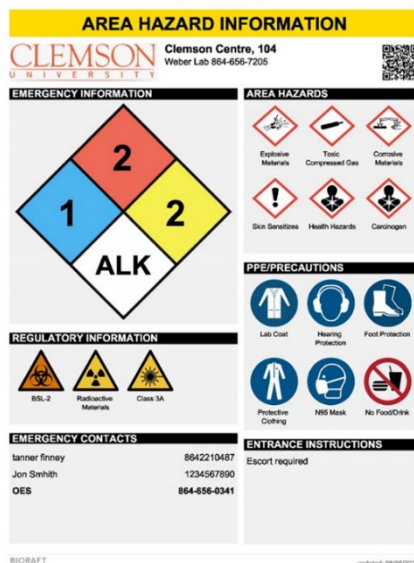 AREA HAZARD INFORMATION
CLEMSON
UNIVERSITY
Clemson Centre, 104
Weber Lab 864-656-7205
EMERGENCY INFORMATION
2
1
2
ALK
AREA HAZARDS
Explosive Materials
Toxic Compressed Gas
Corrosive Materials
Skin Sensitizes
Health Hazards
Carcinogen
PPE/PRECAUTIONS
Lab Coat
Hearing Protection
Foot Protection
Protective Clothing
N95 Mask
No Food/Drink
REGULATORY INFORMATION
BSL-2
Radioactive Materials
Class 3A
EMERGENCY CONTACTS
tanner finney 8642210487
Jon Smhith 1234567890
OES 864-656-0341
ENTRANCE INSTRUCTIONS
Escort required
BIORAFT
updated: